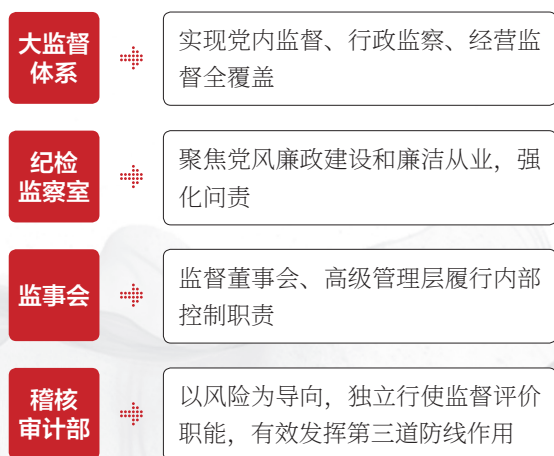 大监督
体系
实现党内监督、行政监察、经营监
督全覆盖
纪检
监察室
聚焦党风廉政建设和廉洁从业，强
化问责
监事会
监督董事会、高级管理层履行内部
控制职责
稽核
审计部
以风险为导向，独立行使监督评价
职能，有效发挥第三道防线作用